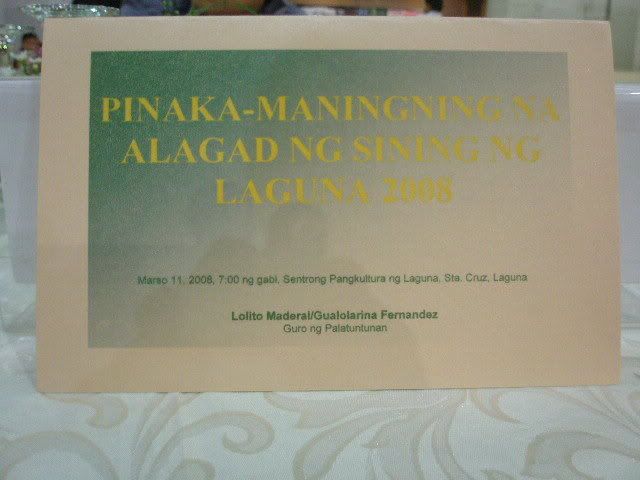 PINAKA-MANINGNING NA
ALAGAD NG SINING NG
LAGUNA 2008
Marso 11, 2008, 7:00 ng gabi, Sentrong Pangkultura ng Laguna, Sta. Cruz, Laguna
Lolito Maderal/Gualolarina Fernandez
Guro ng Palatuntunan